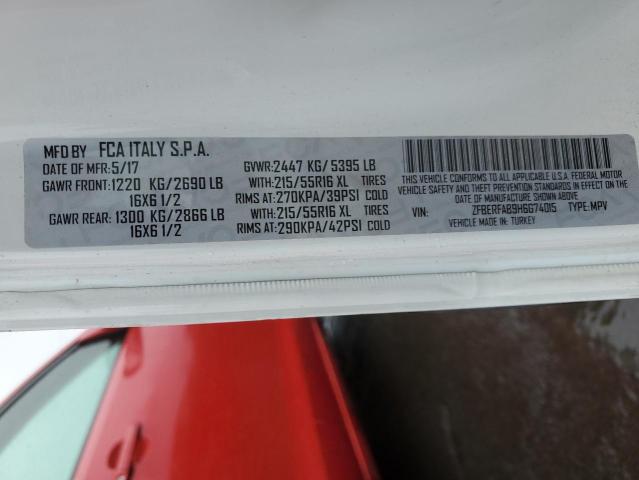 MFD BY FCA ITALY S.P.A.
DATE OF MFR: 5/17 GVWR: 2447 KG/ 5395 LB
GAWR FRONT: 1220 KG/2690 LB WITH: 215/55R16 XL TIRES
16X6 1/2 RIMS AT: 270KPA/39PSI COLD
GAWR REAR: 1300 KG/2866 LB WITH: 215/55R16 XL TIRES
16X6 1/2 RIMS AT: 290KPA/42PSI COLD
THIS VEHICLE CONFORMS TO ALL APPLICABLE U.S.A. FEDERAL MOTOR
VEHICLE SAFETY AND THEFT PREVENTION STANDARDS IN EFFECT ON THE
DATE OF MANUFACTURE SHOWN ABOVE
VIN: ZFBERFAB9H6G74015 TYPE: MPV
VEHICLE MADE IN: TURKEY